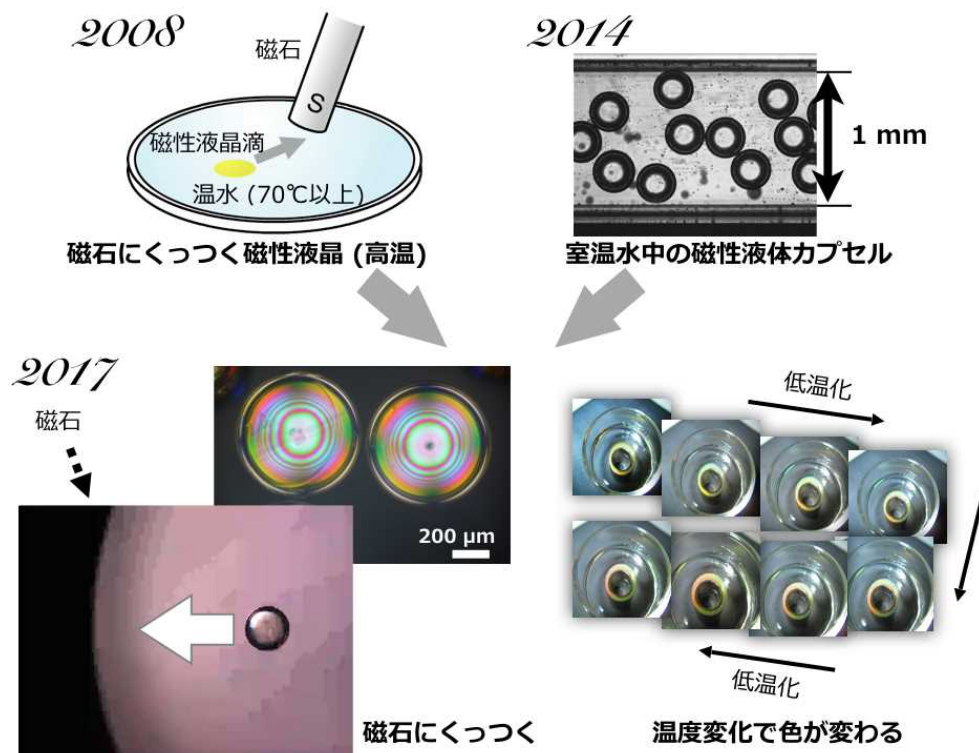 2008
磁石
S
磁性液晶滴
温水 (70℃以上)
磁石にくっつく磁性液晶 (高温)
2014
1 mm
室温水中の磁性液体カプセル
2017
磁石
200 μm
磁石にくっつく
低温化
低温化
温度変化で色が変わる